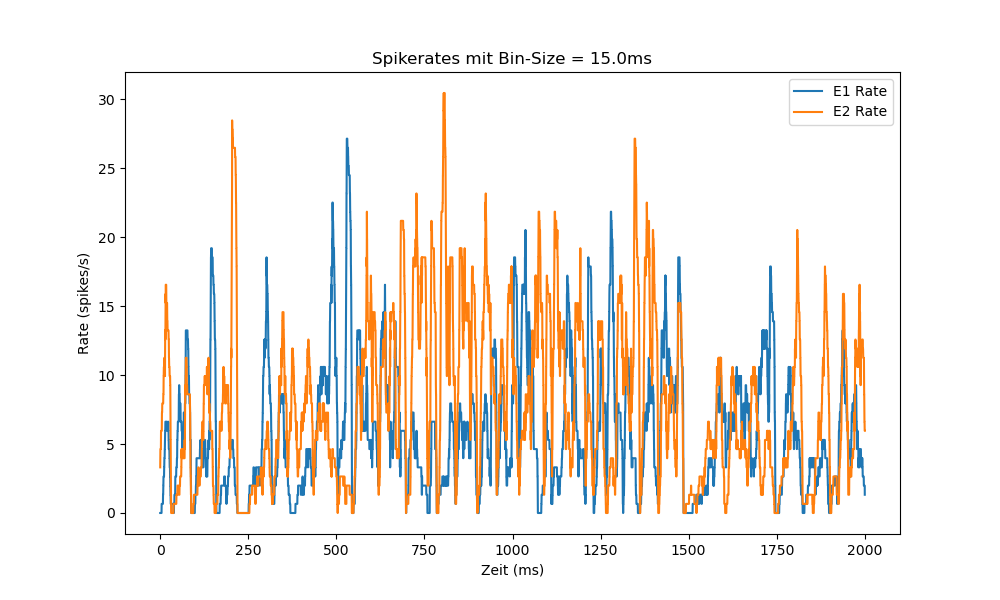 Spikerates mit Bin-Size = 15.0ms
E1 Rate
E2 Rate
30
25
20
15
10
5
0
Rate (spikes/s)
0 250 500 750 1000 1250 1500 1750 2000
Zeit (ms)